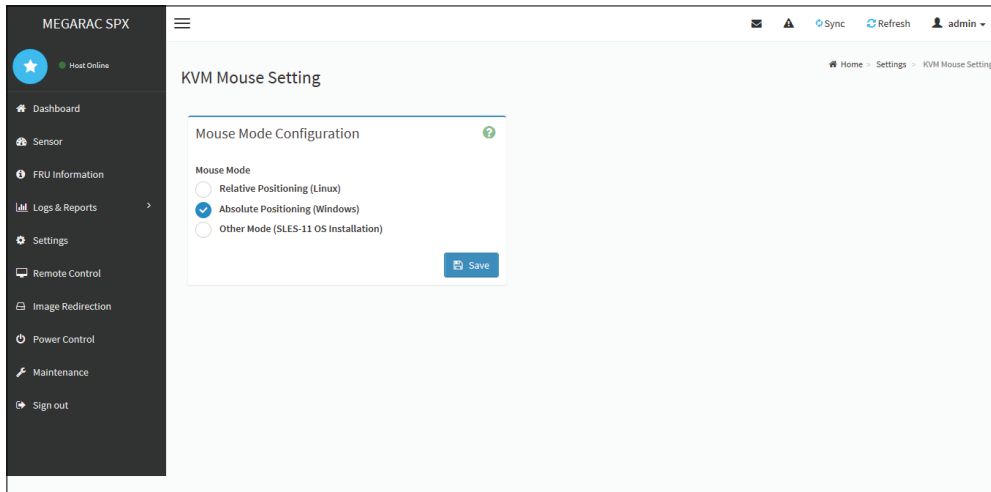 MEGARAC SPX
Sync
Refresh
admin
Host Online
Home > Settings > KVM Mouse Setting
KVM Mouse Setting
Dashboard
Sensor
FRU Information
Logs & Reports >
Settings
Remote Control
Image Redirection
Power Control
Maintenance
Sign out
Mouse Mode Configuration
?
Mouse Mode
Relative Positioning (Linux)
Absolute Positioning (Windows)
Other Mode (SLES-11 OS Installation)
Save